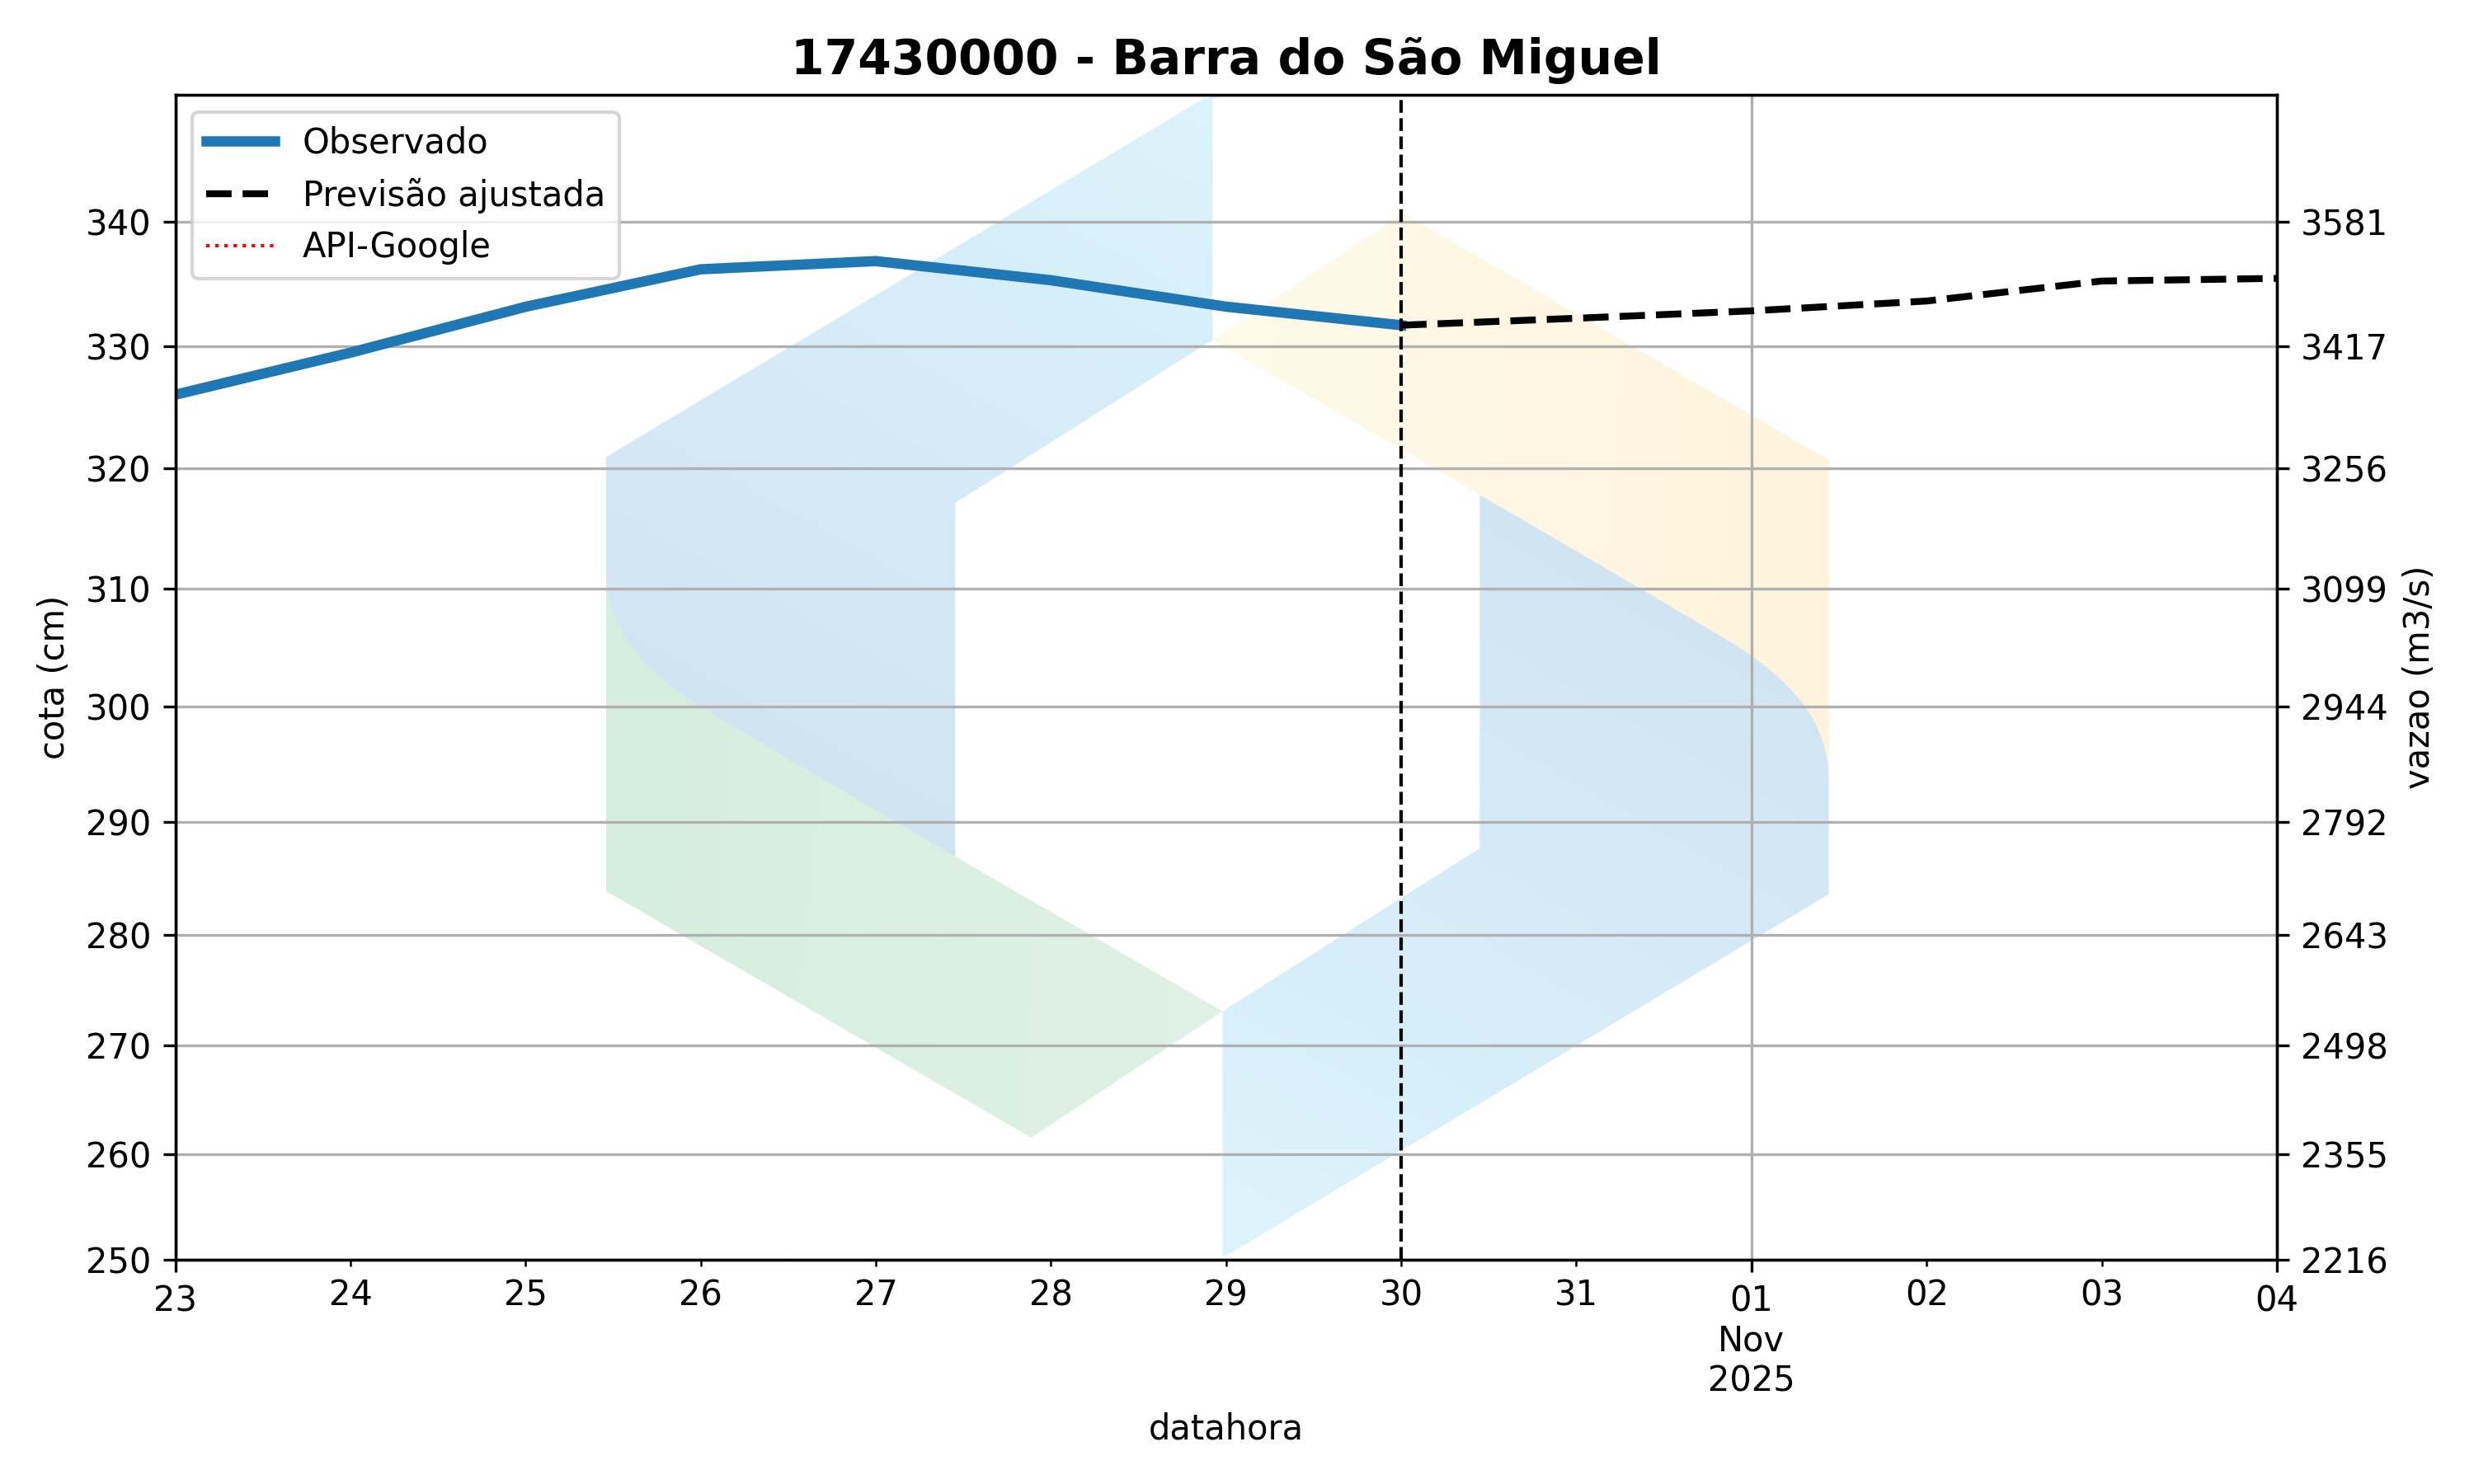 17430000 - Barra do São Miguel
Observado
Previsão ajustada
API-Google
340
330
320
310
300
290
280
270
260
250
cota (cm)
3581
3417
3256
3099
2944
2792
2643
2498
2355
2216
vazao (m3/s)
23 24 25 26 27 28 29 30 31 01 02 03 04
Nov
2025
datahora